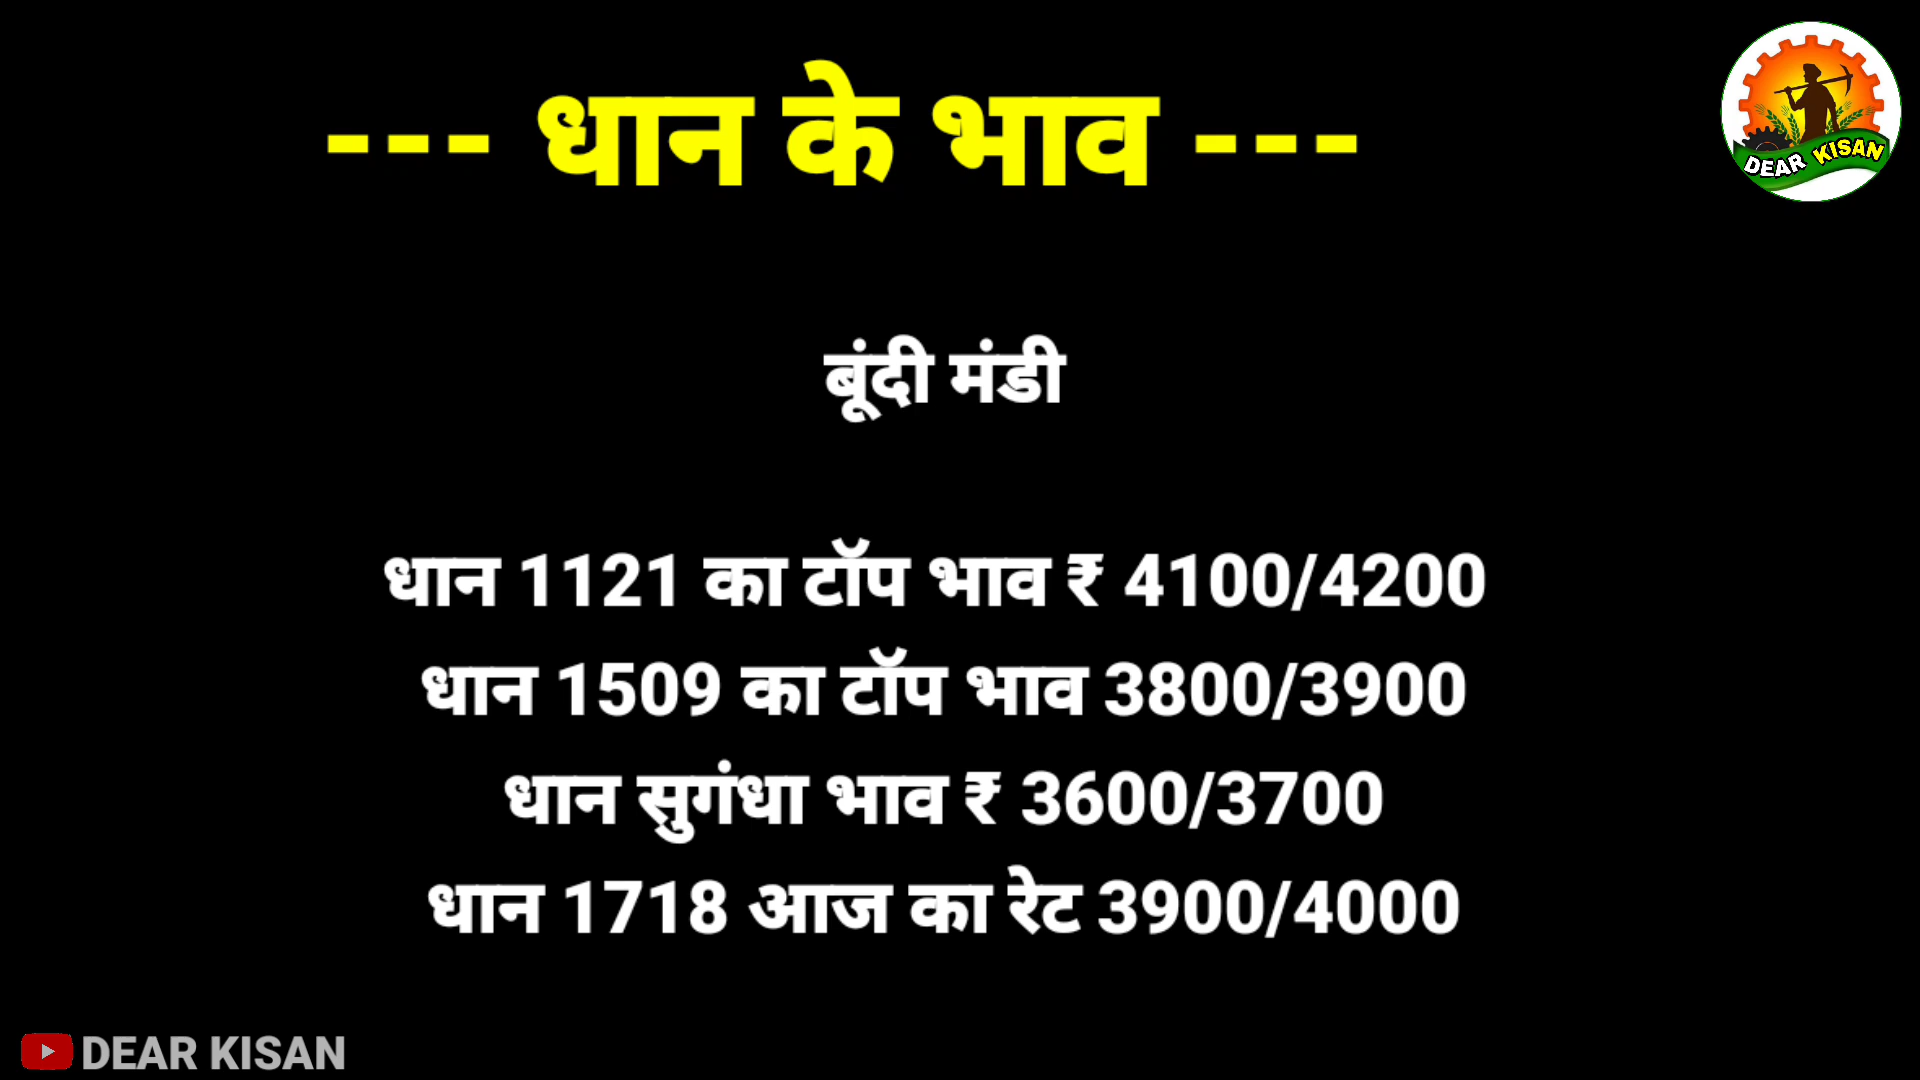 --- धान के भाव ---
DEAR KISAN
बूंदी मंडी
धान 1121 का टॉप भाव ₹ 4100/4200
धान 1509 का टॉप भाव 3800/3900
धान सुगंधा भाव ₹ 3600/3700
धान 1718 आज का रेट 3900/4000
DEAR KISAN